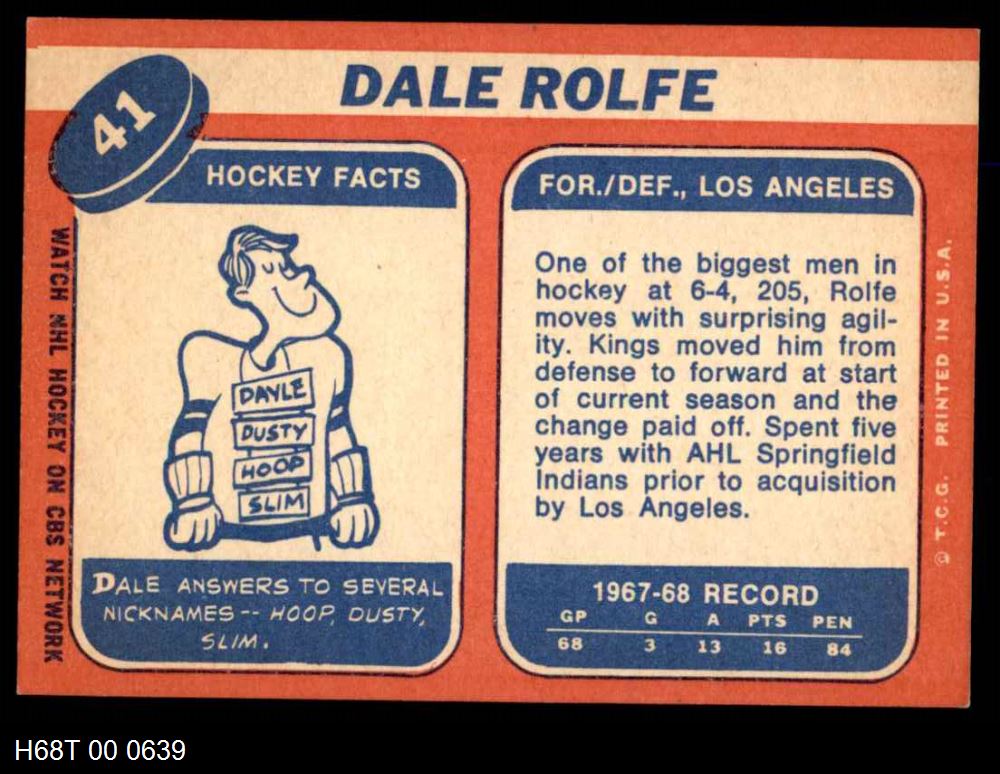 41
DALE ROLFE
HOCKEY FACTS
DAYLE
DUSTY
HOOP
SLIM
DALE ANSWERS TO SEVERAL
NICKNAMES -- HOOP, DUSTY,
SLIM.
WATCH NHL HOCKEY ON CBS NETWORK
FOR./DEF., LOS ANGELES
One of the biggest men in
hockey at 6-4, 205, Rolfe
moves with surprising agil-
ity. Kings moved him from
defense to forward at start
of current season and the
change paid off. Spent five
years with AHL Springfield
Indians prior to acquisition
by Los Angeles.
1967-68 RECORD
GP G A PTS PEN
68 3 13 16 84
© T.C.G. PRINTED IN U.S.A.
H68T 00 0639